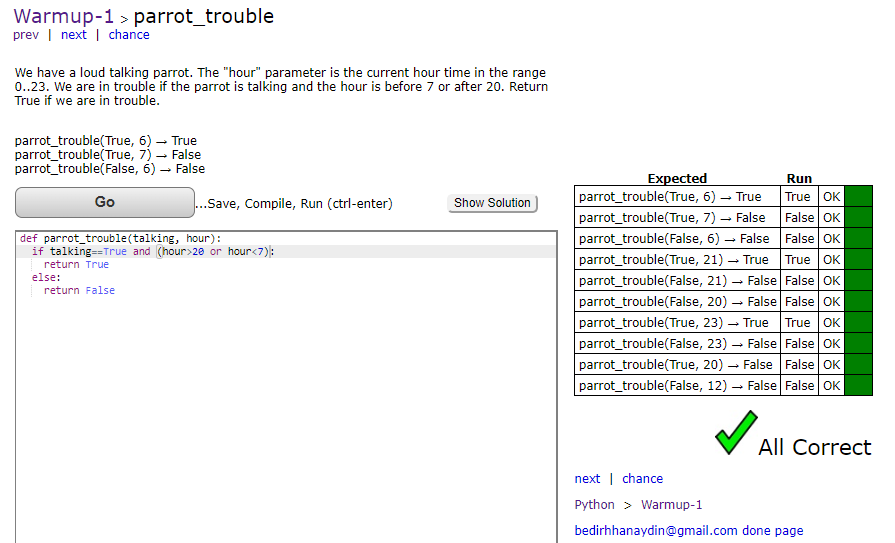 Warmup-1 > parrot_trouble
prev | next | chance
We have a loud talking parrot. The "hour" parameter is the current hour time in the range
0..23. We are in trouble if the parrot is talking and the hour is before 7 or after 20. Return
True if we are in trouble.
parrot_trouble(True, 6) → True
parrot_trouble(True, 7) → False
parrot_trouble(False, 6) → False
Go ...Save, Compile, Run (ctrl-enter) Show Solution
def parrot_trouble(talking, hour):
if talking==True and (hour>20 or hour<7):
return True
else:
return False
Expected Run
parrot_trouble(True, 6) → True True OK
parrot_trouble(True, 7) → False False OK
parrot_trouble(False, 6) → False False OK
parrot_trouble(True, 21) → True True OK
parrot_trouble(False, 21) → False False OK
parrot_trouble(False, 20) → False False OK
parrot_trouble(True, 23) → True True OK
parrot_trouble(False, 23) → False False OK
parrot_trouble(True, 20) → False False OK
parrot_trouble(False, 12) → False False OK
All Correct
next | chance
Python > Warmup-1
bedirhhanaydin@gmail.com done page